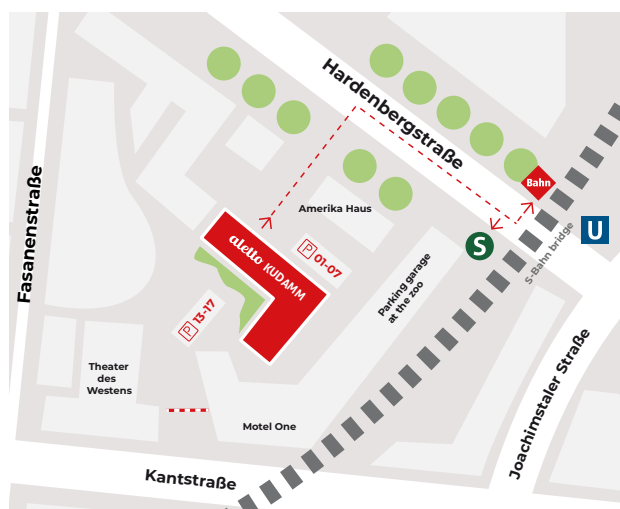 Hardenbergstraße
Fasanenstraße
Bahn
Amerika Haus
S
U
S-Bahn bridge
aletto KUDAMM
P 01-07
P 13-17
Parking garage
at the zoo
Theater
des
Westens
Motel One
Joachimstaler Straße
Kantstraße